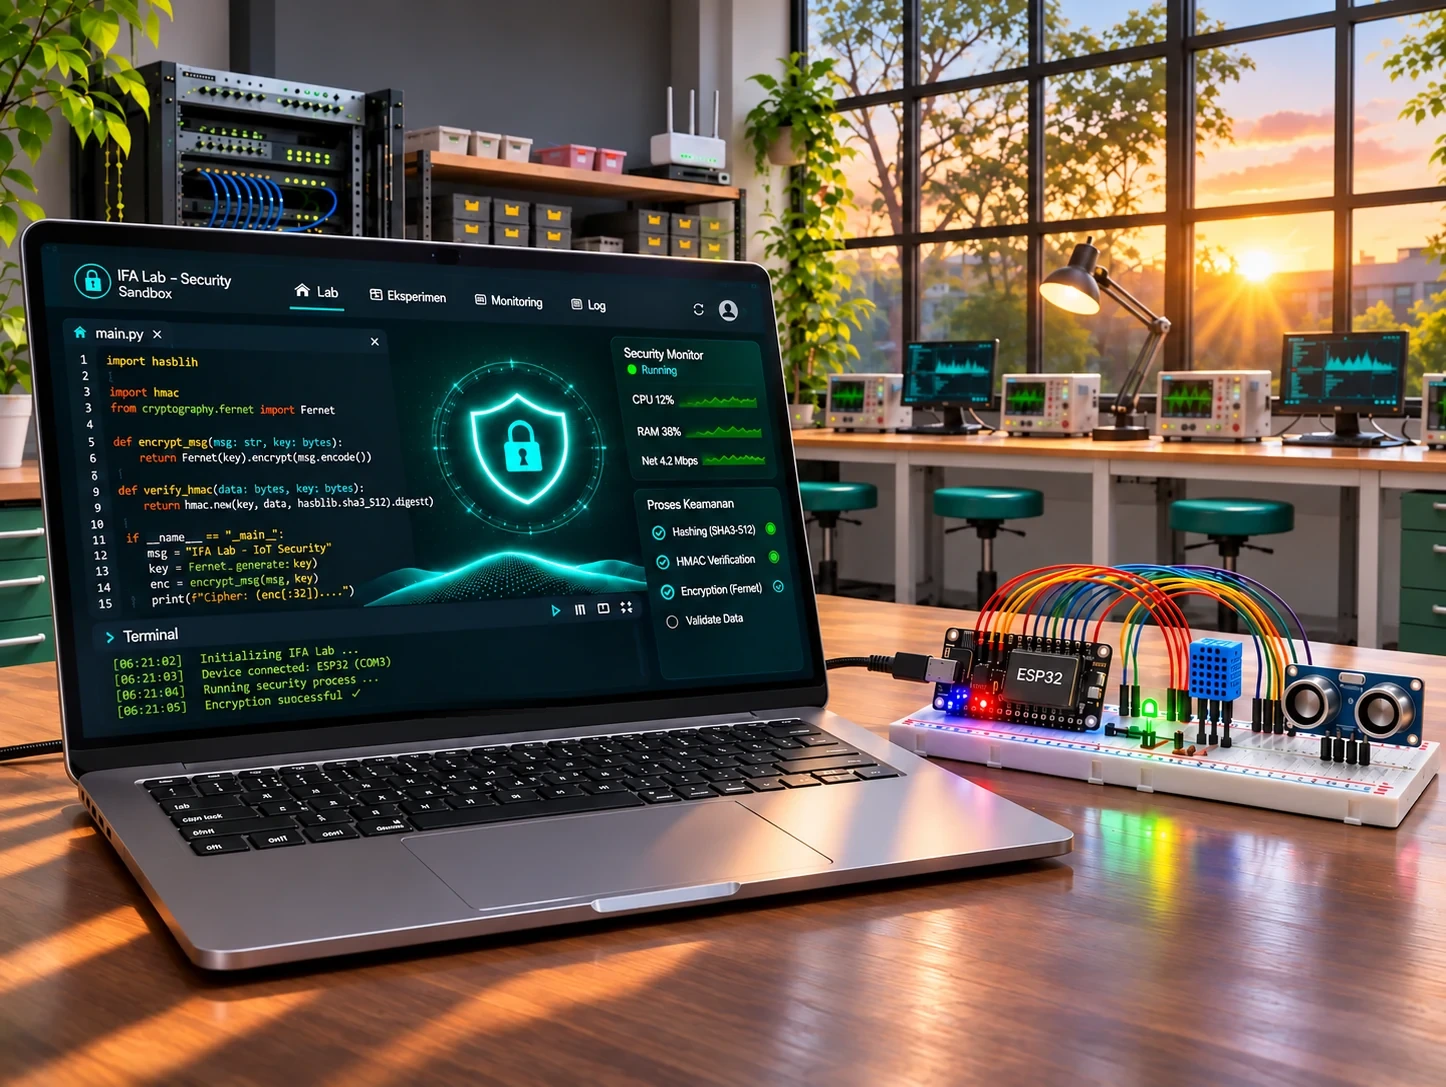 IFA Lab – Security
Sandbox
Lab
Eksperimen
Monitoring
Log
main.py ×
1 import hasblih
2
3 import hmac
3 from cryptography.fernet import Fernet
4
5 def encrypt_msg(msg: str, key: bytes):
6 return Fernet(key).encrypt(msg.encode())
8
9 def verify_hmac(data: bytes, key: bytes):
9 return hmac.new(key, data, hasblib.sha3_512).digest)
10
11 if __name__ == "_main_":
12 msg = "IFA Lab - IoT Security"
13 key = Fernet.generate: key)
14 enc = encrypt_msg(msg, key)
15 print(f"Cipher: (enc[:32])....")
Security Monitor
Running
CPU 12%
RAM 38%
Net 4.2 Mbps
Proses Keamanan
Hashing (SHA3-512)
HMAC Verification
Encryption (Fernet)
Validate Data
> Terminal
[06:21:02] Initializing IFA Lab ...
[06:21:03] Device connected: ESP32 (COM3)
[06:21:04] Running security process ...
[06:21:05] Encryption suocessful ✓
ESP32
tab